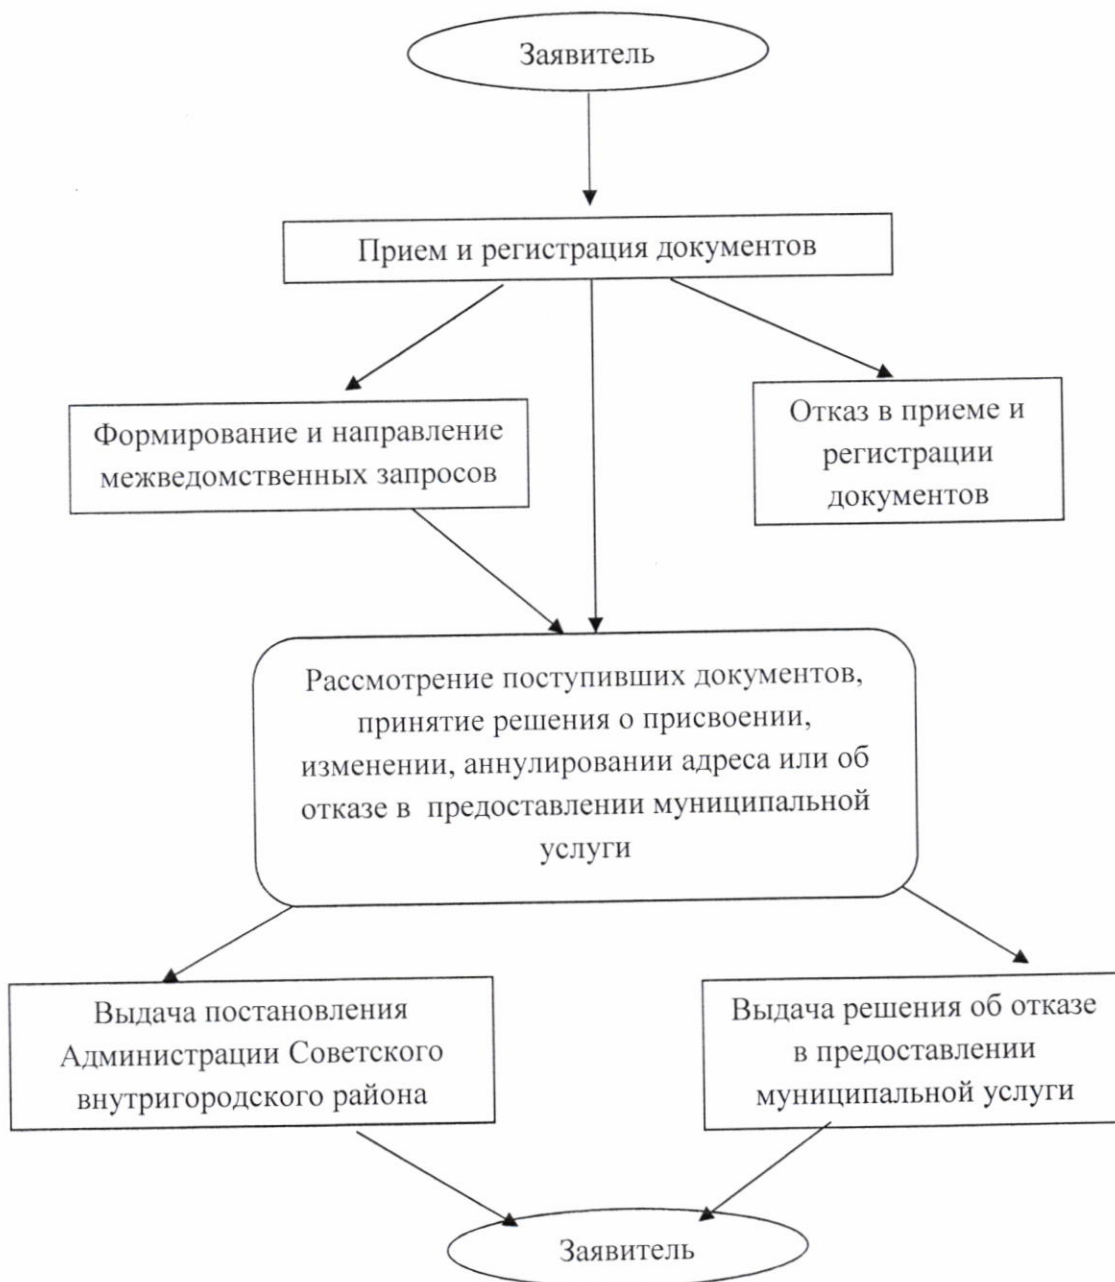 Заявитель
Прием и регистрация документов
Формирование и направление
межведомственных запросов
Отказ в приеме и
регистрации
документов
Рассмотрение поступивших документов,
принятие решения о присвоении,
изменении, аннулировании адреса или об
отказе в предоставлении муниципальной
услуги
Выдача постановления
Администрации Советского
внутригородского района
Выдача решения об отказе
в предоставлении
муниципальной услуги
Заявитель